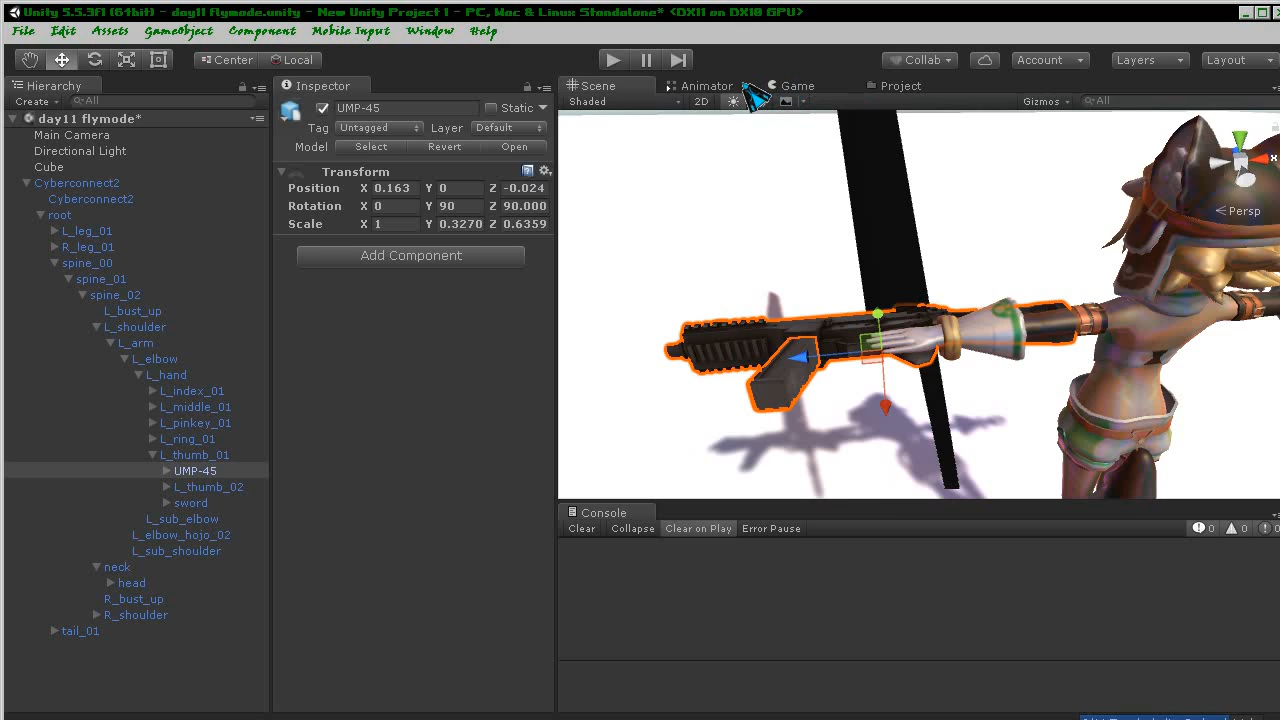 Unity 5.5.3f1 (64bit) - day11 flymode.unity - New Unity Project 1 - PC, Mac & Linux Standalone* <DX11 on DX10 GPU>
File Edit Assets GameObject Component Mobile Input Window Help
Center Local Collab Account Layers Layout
Hierarchy
Create All
day11 flymode*
Main Camera
Directional Light
Cube
Cyberconnect2
Cyberconnect2
root
L_leg_01
R_leg_01
spine_00
spine_01
spine_02
L_bust_up
L_shoulder
L_arm
L_elbow
L_hand
L_index_01
L_middle_01
L_pinkey_01
L_ring_01
L_thumb_01
UMP-45
L_thumb_02
sword
L_sub_elbow
L_elbow_hojo_02
L_sub_shoulder
neck
head
R_bust_up
R_shoulder
tail_01
Inspector
UMP-45 Static
Tag Untagged Layer Default
Model Select Revert Open
Transform
Position X 0.163 Y 0 Z -0.024
Rotation X 0 Y 90 Z 90.000
Scale X 1 Y 0.3270 Z 0.6359
Add Component
Scene Animator Game Project
Shaded 2D Gizmos All
Persp
Console
Clear Collapse Clear on Play Error Pause 0 0 0